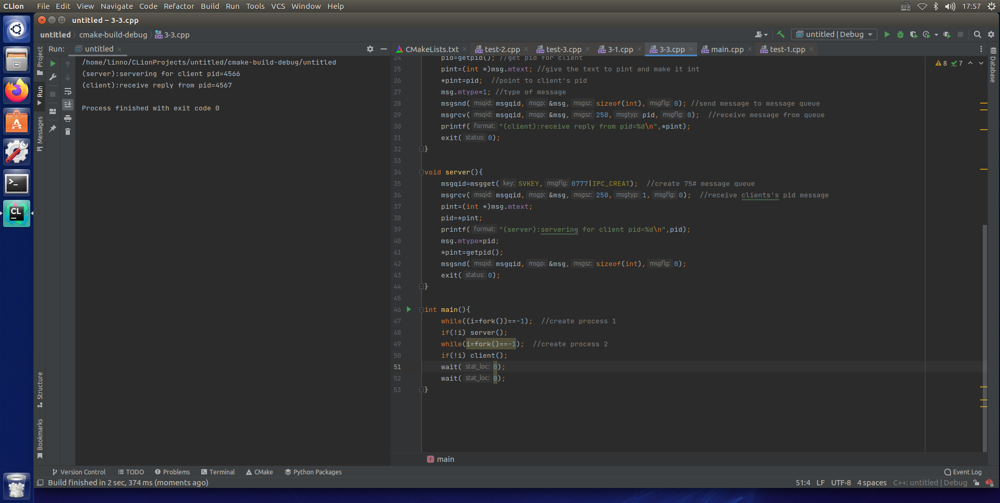 CLion File Edit View Navigate Code Refactor Build Run Tools VCS Window Help 17:57
untitled – 3-3.cpp
untitled cmake-build-debug 3-3.cpp untitled | Debug
Run: untitled
CMakeLists.txt test-2.cpp test-3.cpp 3-1.cpp 3-3.cpp main.cpp test-1.cpp
Project
Run
Messages
Structure
Bookmarks
Database
/home/linno/CLionProjects/untitled/cmake-build-debug/untitled
(server):servering for client pid=4566
(client):receive reply from pid=4567
Process finished with exit code 0
8 7
24 pid=getpid(); //get pid for client
25 pint=(int *)msg.mtext; //give the text to pint and make it int
26 *pint=pid; //point to client's pid
27 msg.mtype=1; //type of message
28 msgsnd( msqid: msgqid, msgp: &msg, msgsz: sizeof(int), msgflg: 0); //send message to message queue
29 msgrcv( msqid: msgqid, msgp: &msg, msgsz: 250, msgtyp: pid, msgflg: 0); //receive message from queue
30 printf( format: "(client):receive reply from pid=%d\n",*pint);
31 exit( status: 0);
32 }
33
34 void server(){
35 msgqid=msgget( key: SVKEY, msgflg: 0777|IPC_CREAT); //create 75# message queue
36 msgrcv( msqid: msgqid, msgp: &msg, msgsz: 250, msgtyp: 1, msgflg: 0); //receive clients's pid message
37 pint=(int *)msg.mtext;
38 pid=*pint;
39 printf( format: "(server):servering for client pid=%d\n",pid);
40 msg.mtype=pid;
41 *pint=getpid();
42 msgsnd( msqid: msgqid, msgp: &msg, msgsz: sizeof(int), msgflg: 0);
43 exit( status: 0);
44 }
45
46 int main(){
47 while((i=fork())==-1); //create process 1
48 if(!i) server();
49 while(i=fork()==-1); //create process 2
50 if(!i) client();
51 wait( stat_loc: 0);
52 wait( stat_loc: 0);
53 }
f main
Version Control TODO Problems Terminal CMake Python Packages Event Log
Build finished in 2 sec, 374 ms (moments ago) 51:4 LF UTF-8 4 spaces C++: untitled | Debug